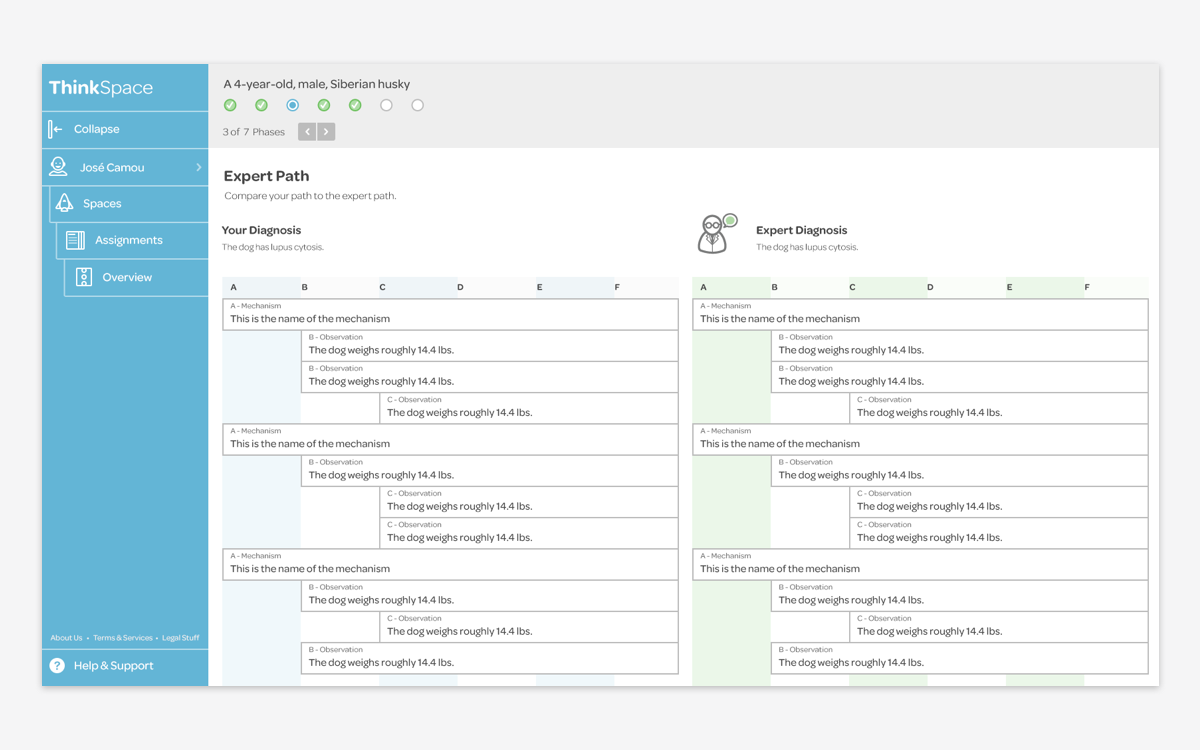 ThinkSpace
Collapse
José Camou
Spaces
Assignments
Overview
About Us • Terms & Services • Legal Stuff
? Help & Support
A 4-year-old, male, Siberian husky
3 of 7 Phases
Expert Path
Compare your path to the expert path.
Your Diagnosis
The dog has lupus cytosis.
A B C D E F
A - Mechanism
This is the name of the mechanism
B - Observation
The dog weighs roughly 14.4 lbs.
B - Observation
The dog weighs roughly 14.4 lbs.
C - Observation
The dog weighs roughly 14.4 lbs.
A - Mechanism
This is the name of the mechanism
B - Observation
The dog weighs roughly 14.4 lbs.
C - Observation
The dog weighs roughly 14.4 lbs.
C - Observation
The dog weighs roughly 14.4 lbs.
A - Mechanism
This is the name of the mechanism
B - Observation
The dog weighs roughly 14.4 lbs.
C - Observation
The dog weighs roughly 14.4 lbs.
B - Observation
The dog weighs roughly 14.4 lbs.
Expert Diagnosis
The dog has lupus cytosis.
A B C D E F
A - Mechanism
This is the name of the mechanism
B - Observation
The dog weighs roughly 14.4 lbs.
B - Observation
The dog weighs roughly 14.4 lbs.
C - Observation
The dog weighs roughly 14.4 lbs.
A - Mechanism
This is the name of the mechanism
B - Observation
The dog weighs roughly 14.4 lbs.
C - Observation
The dog weighs roughly 14.4 lbs.
C - Observation
The dog weighs roughly 14.4 lbs.
A - Mechanism
This is the name of the mechanism
B - Observation
The dog weighs roughly 14.4 lbs.
C - Observation
The dog weighs roughly 14.4 lbs.
B - Observation
The dog weighs roughly 14.4 lbs.